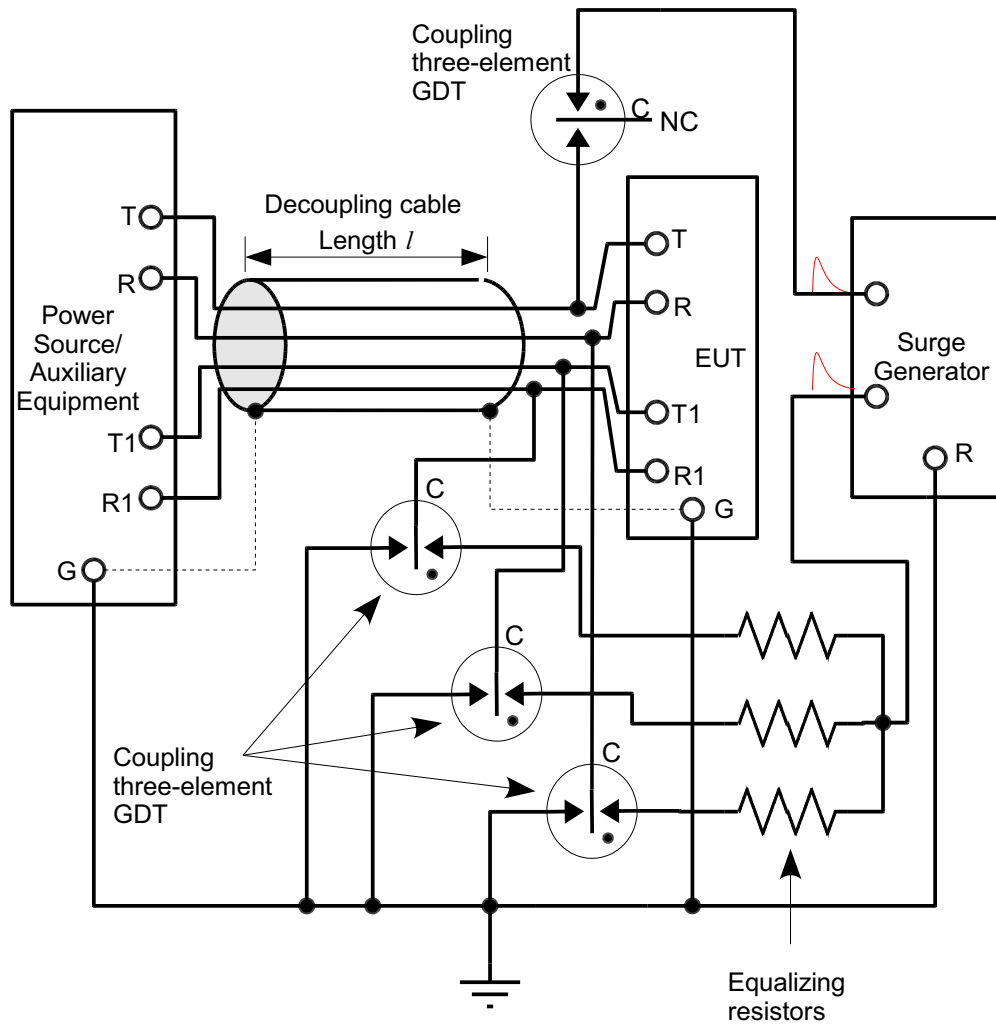 Coupling
three-element
GDT
C
NC
Decoupling cable
Length l
T
R
Power
Source/
Auxiliary
Equipment
T1
R1
G
T
R
EUT
T1
R1
G
Surge
Generator
R
C
C
C
Coupling
three-element
GDT
Equalizing
resistors